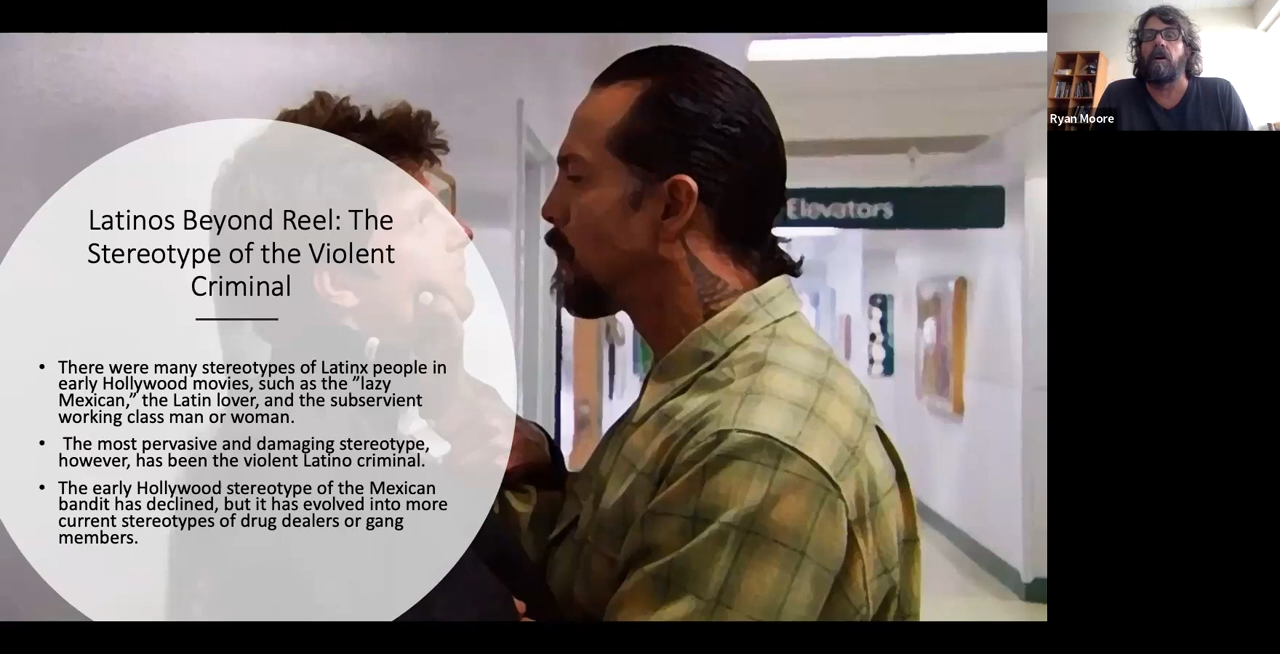 Latinos Beyond Reel: The
Stereotype of the Violent
Criminal
• There were many stereotypes of Latinx people in
early Hollywood movies, such as the ”lazy
Mexican,” the Latin lover, and the subservient
working class man or woman.
• The most pervasive and damaging stereotype,
however, has been the violent Latino criminal.
• The early Hollywood stereotype of the Mexican
bandit has declined, but it has evolved into more
current stereotypes of drug dealers or gang
members.
Elevators
Ryan Moore